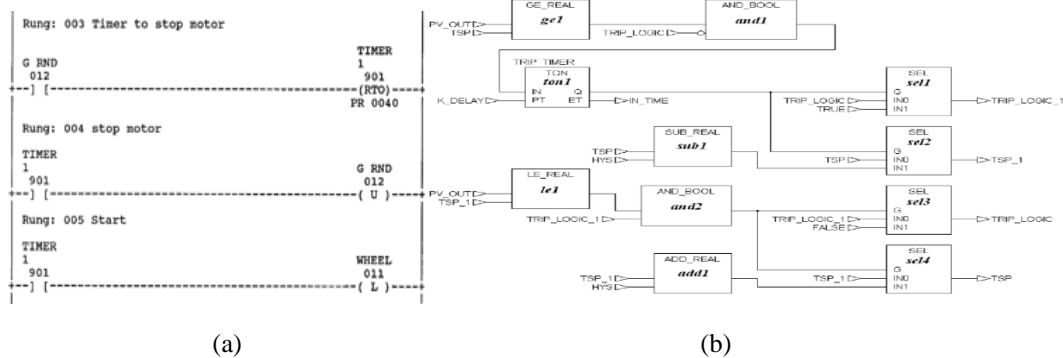 Rung: 003 Timer to stop motor
TIMER
G RND
1
012
901
+--] [--(RTO)--+
PR 0040
Rung: 004 stop motor
TIMER
1
G RND
901
012
+--] [--( U )--+
Rung: 005 Start
TIMER
1
WHEEL
901
011
+--] [--( L )--+
(a)
GE_REAL
ge1
PV_OUT
TSP
AND_BOOL
and1
TRIP_LOGIC
TRIP_TIMER
TON
ton1
IN Q
PT ET
K_DELAY
IN_TIME
SEL
sel1
G
TRIP_LOGIC IN0 TRIP_LOGIC_1
TRUE IN1
SUB_REAL
sub1
TSP
HYS
SEL
sel2
G
TSP IN0 TSP_1
IN1
LE_REAL
le1
PV_OUT
TSP_1
AND_BOOL
and2
TRIP_LOGIC_1
SEL
sel3
G
TRIP_LOGIC_1 IN0 TRIP_LOGIC
FALSE IN1
ADD_REAL
add1
TSP_1
HYS
SEL
sel4
G
TSP_1 IN0 TSP
IN1
(b)